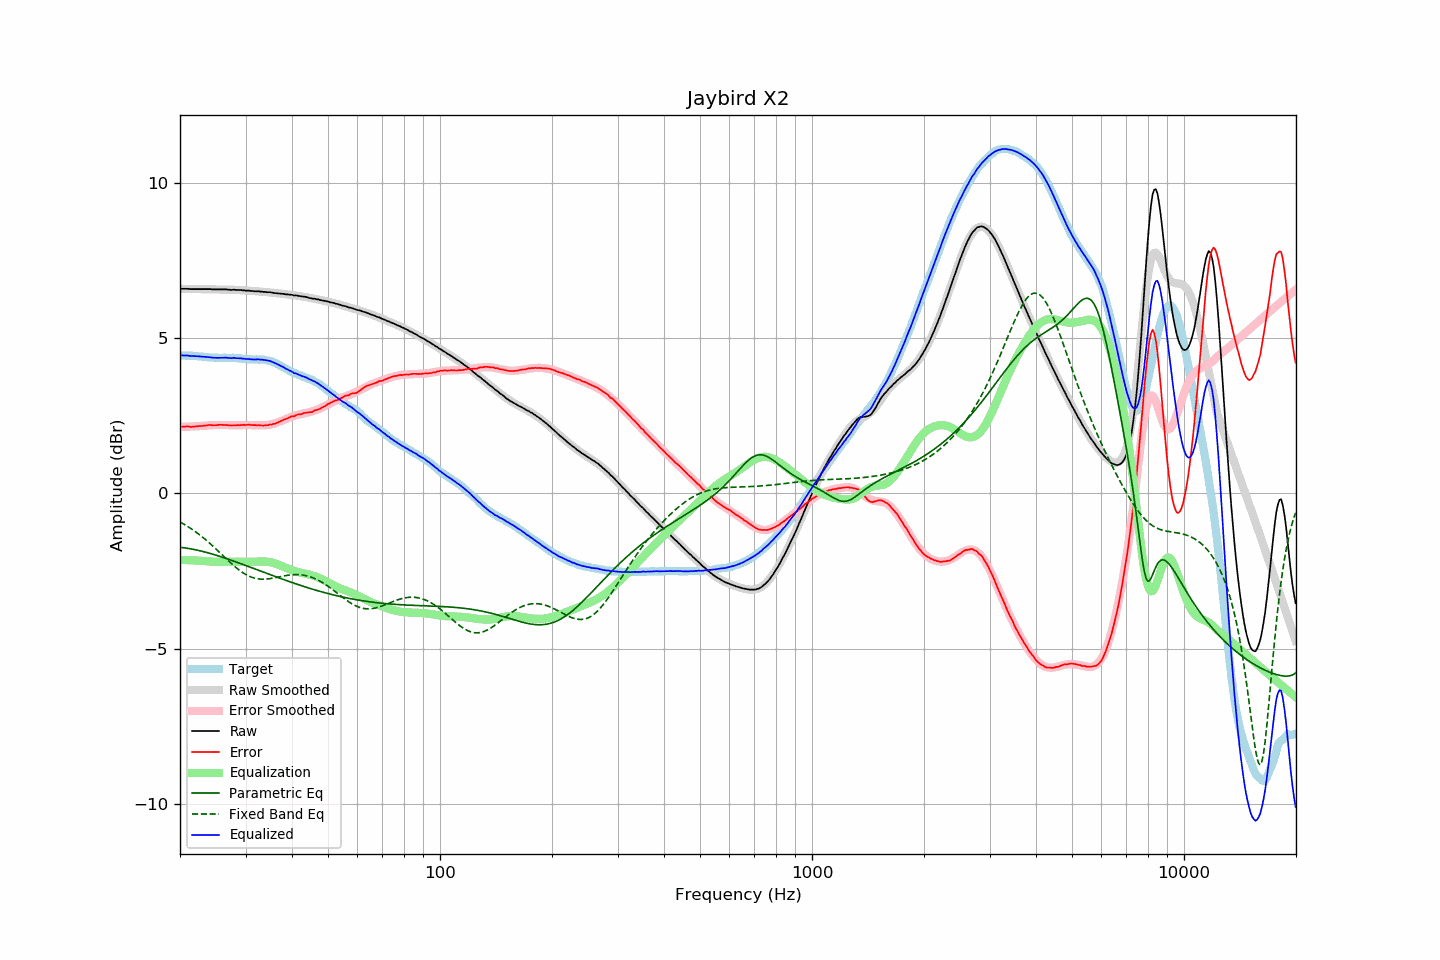 Jaybird X2
Amplitude (dBr)
10
5
0
−5
−10
Target
Raw Smoothed
Error Smoothed
Raw
Error
Equalization
Parametric Eq
Fixed Band Eq
Equalized
100
1000
10000
Frequency (Hz)